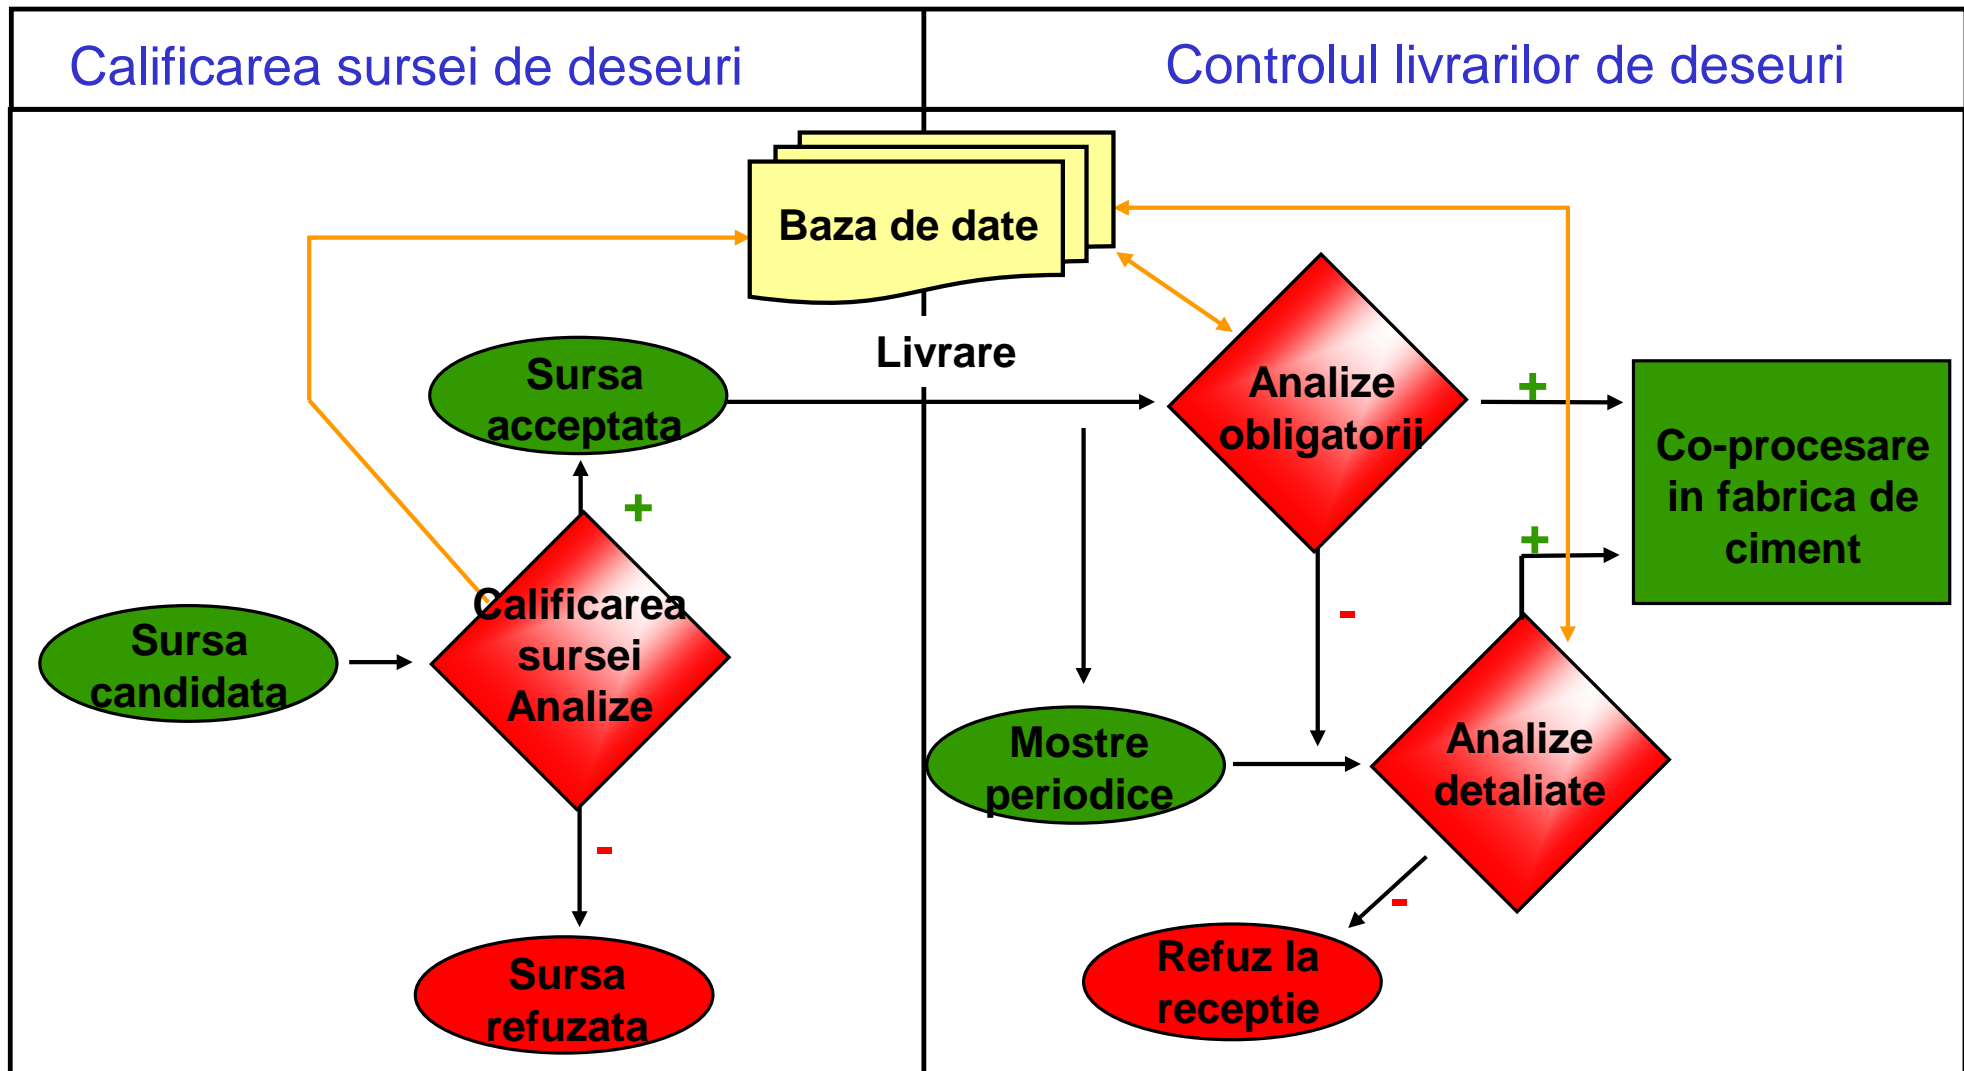 Calificarea sursei de deseuri
Controlul livrarilor de deseuri
Baza de date
Livrare
Sursa
acceptata
+
Analize
obligatorii
+
Co-procesare
in fabrica de
ciment
+
-
Sursa
candidata
Calificarea
sursei
Analize
-
Mostre
periodice
Analize
detaliate
-
Sursa
refuzata
Refuz la
receptie